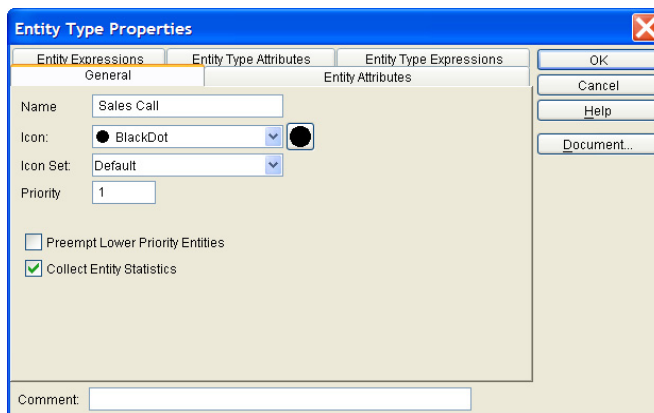 Entity Type Properties
Entity Expressions Entity Type Attributes Entity Type Expressions
General Entity Attributes
OK
Cancel
Help
Document...
Name Sales Call
Icon: BlackDot
Icon Set: Default
Priority 1
Preempt Lower Priority Entities
Collect Entity Statistics
Comment: